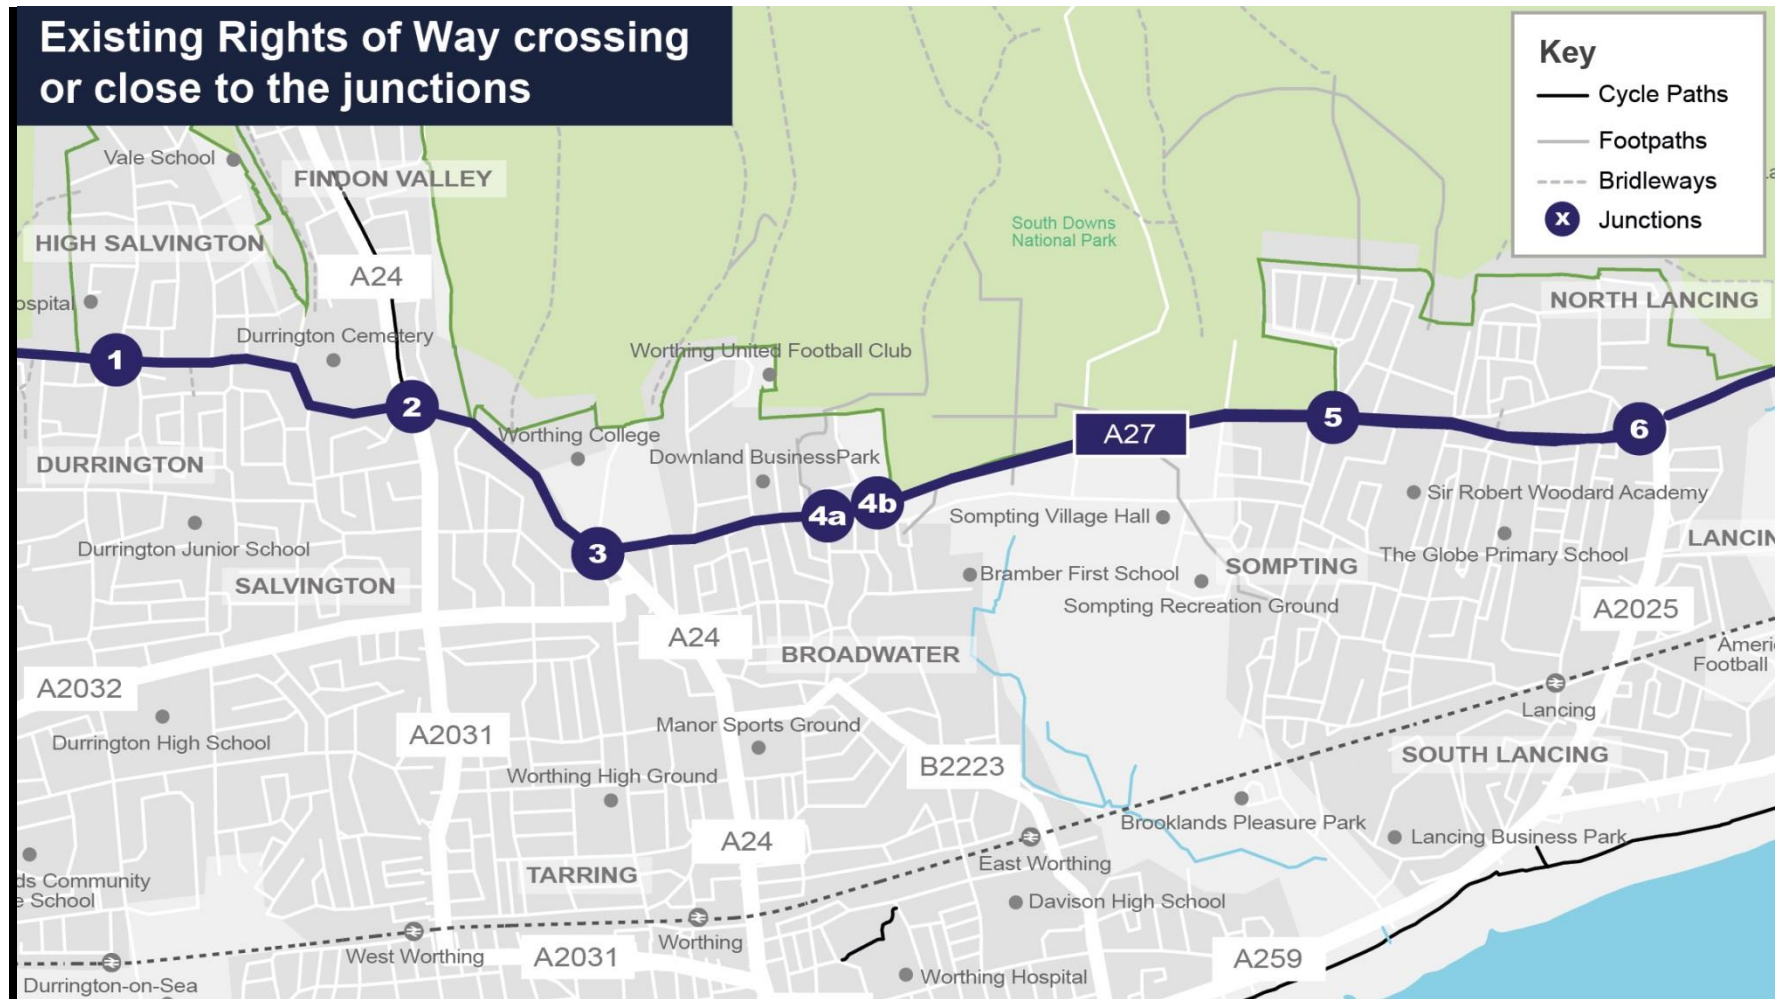 Existing Rights of Way crossing
or close to the junctions
Key
Cycle Paths
Footpaths
Bridleways
X
Junctions
Vale School
FINDON VALLEY
HIGH SALVINGTON
A24
South Downs
National Park
NORTH LANCING
ospital
Durrington Cemetery
Worthing United Football Club
1
2
5
6
A27
Worthing College
DURRINGTON
Downland BusinessPark
4a
4b
Sir Robert Woodard Academy
Sompting Village Hall
3
Durrington Junior School
The Globe Primary School
LANCIN
SALVINGTON
Bramber First School
SOMPTING
Sompting Recreation Ground
A2025
A24
BROADWATER
Ameri
Football
A2032
Lancing
Manor Sports Ground
Durrington High School
A2031
SOUTH LANCING
B2223
Worthing High Ground
Brooklands Pleasure Park
Lancing Business Park
A24
East Worthing
TARRING
ds Community
e School
Davison High School
Worthing
West Worthing
A2031
A259
Worthing Hospital
Durrington-on-Sea